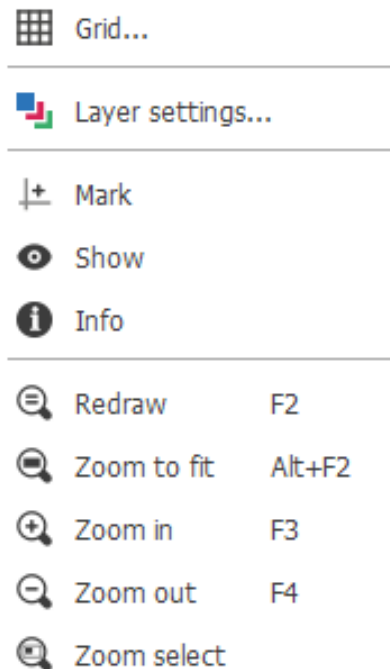 Grid...
Layer settings...
Mark
Show
Info
Redraw F2
Zoom to fit Alt+F2
Zoom in F3
Zoom out F4
Zoom select